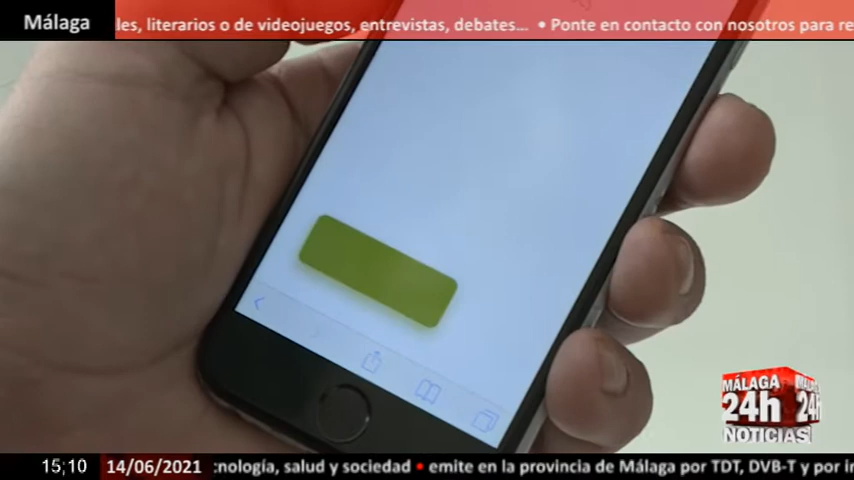 Málaga
les, literarios o de videojuegos, entrevistas, debates... • Ponte en contacto con nosotros para re
MÁLAGA
24h 24h
NOTICIAS
15:10 14/06/2021 :nología, salud y sociedad • emite en la provincia de Málaga por TDT, DVB-T y por in